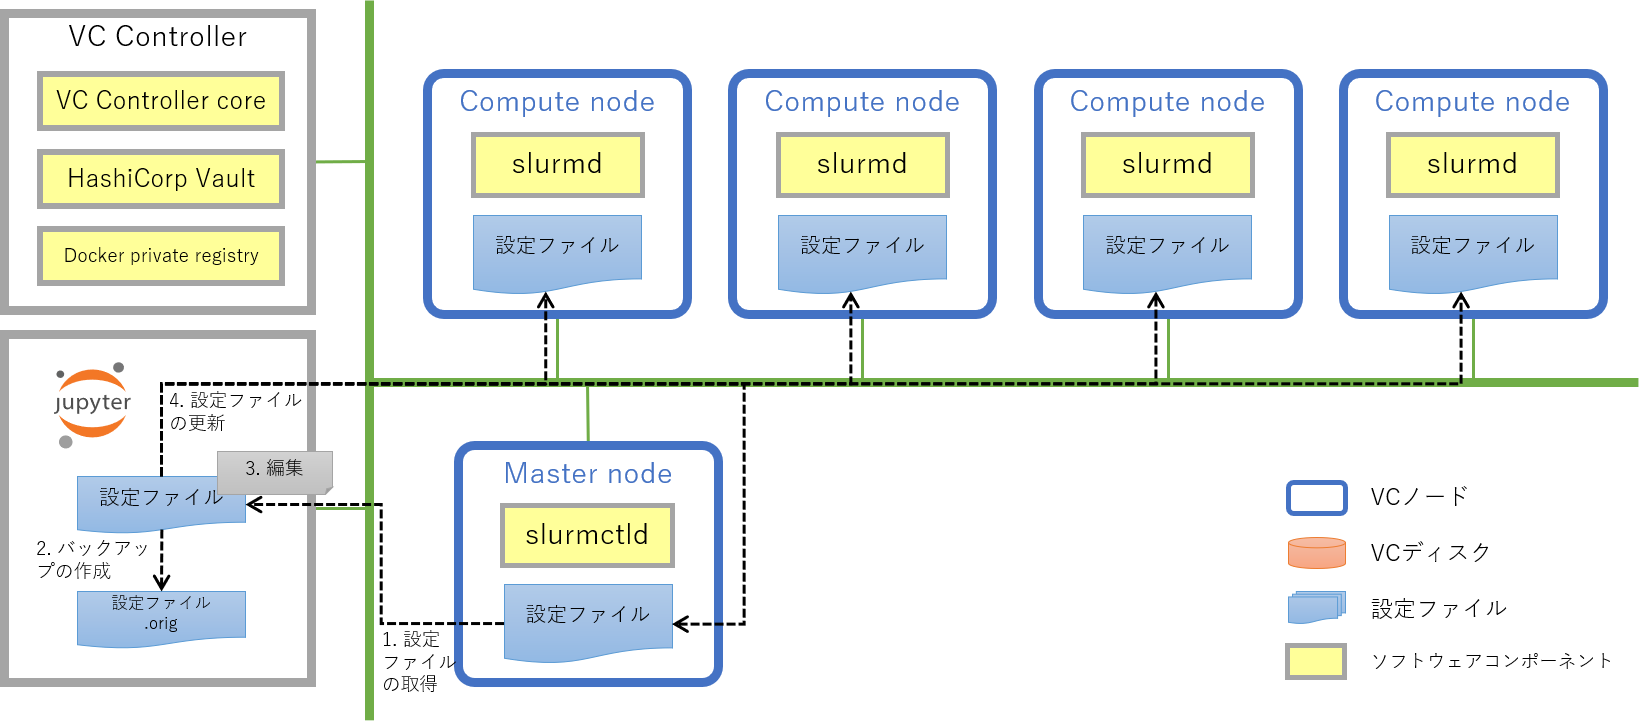 VC Controller
VC Controller core
HashiCorp Vault
Docker private registry
Compute node
slurmd
設定ファイル
Compute node
slurmd
設定ファイル
Compute node
slurmd
設定ファイル
Compute node
slurmd
設定ファイル
jupyter
4. 設定ファイル
の更新
3. 編集
設定ファイル
2. バックアッ
プの作成
設定ファイル
.orig
Master node
slurmctld
設定ファイル
1. 設定
ファイル
の取得
VCノード
VCディスク
設定ファイル
ソフトウェアコンポーネント